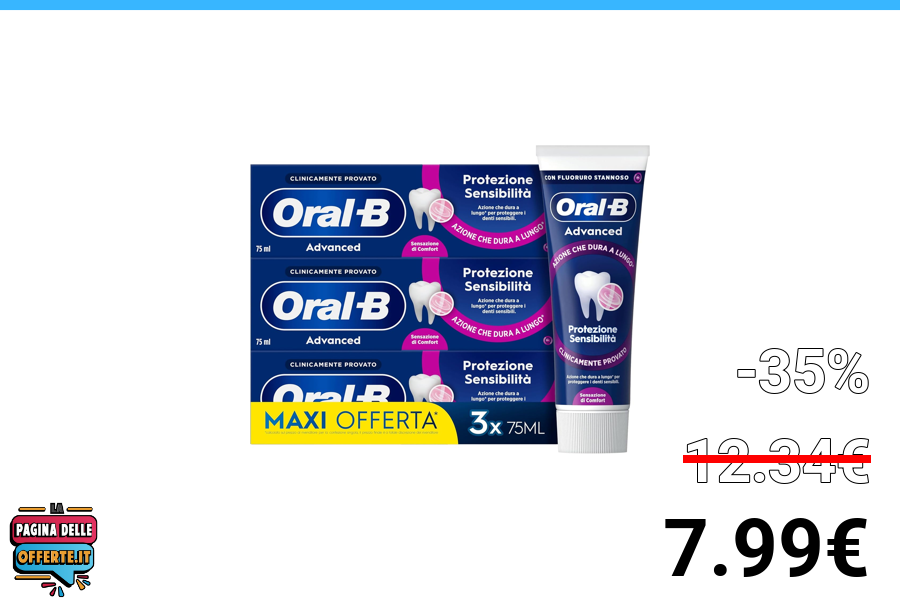 CLINICAMENTE PROVATO
Oral-B
75 ml
Advanced
Protezione
Sensibilità
Azione che dura a
lungo* per proteggere i
denti sensibili.
AZIONE CHE DURA A LUNGO*
Sensazione
di Comfort
CLINICAMENTE PROVATO
Oral-B
75 ml
Advanced
Protezione
Sensibilità
Azione che dura a
lungo* per proteggere i
denti sensibili.
AZIONE CHE DURA A LUNGO*
Sensazione
di Comfort
CLINICAMENTE PROVATO
Oral-B
Protezione
Sensibilità
Azione che dura a
lungo* per proteggere i
MAXI OFFERTA*
3x 75ML
CON FLUORURO STANNOSO
Oral-B
Advanced
AZIONE CHE DURA A LUNGO*
Protezione
Sensibilità
CLINICAMENTE PROVATO
Azione che dura a lungo* per
proteggere i denti sensibili.
Sensazione
di Comfort
-35%
12.34€
7.99€
LA
PAGINA DELLE
OFFERTE.IT